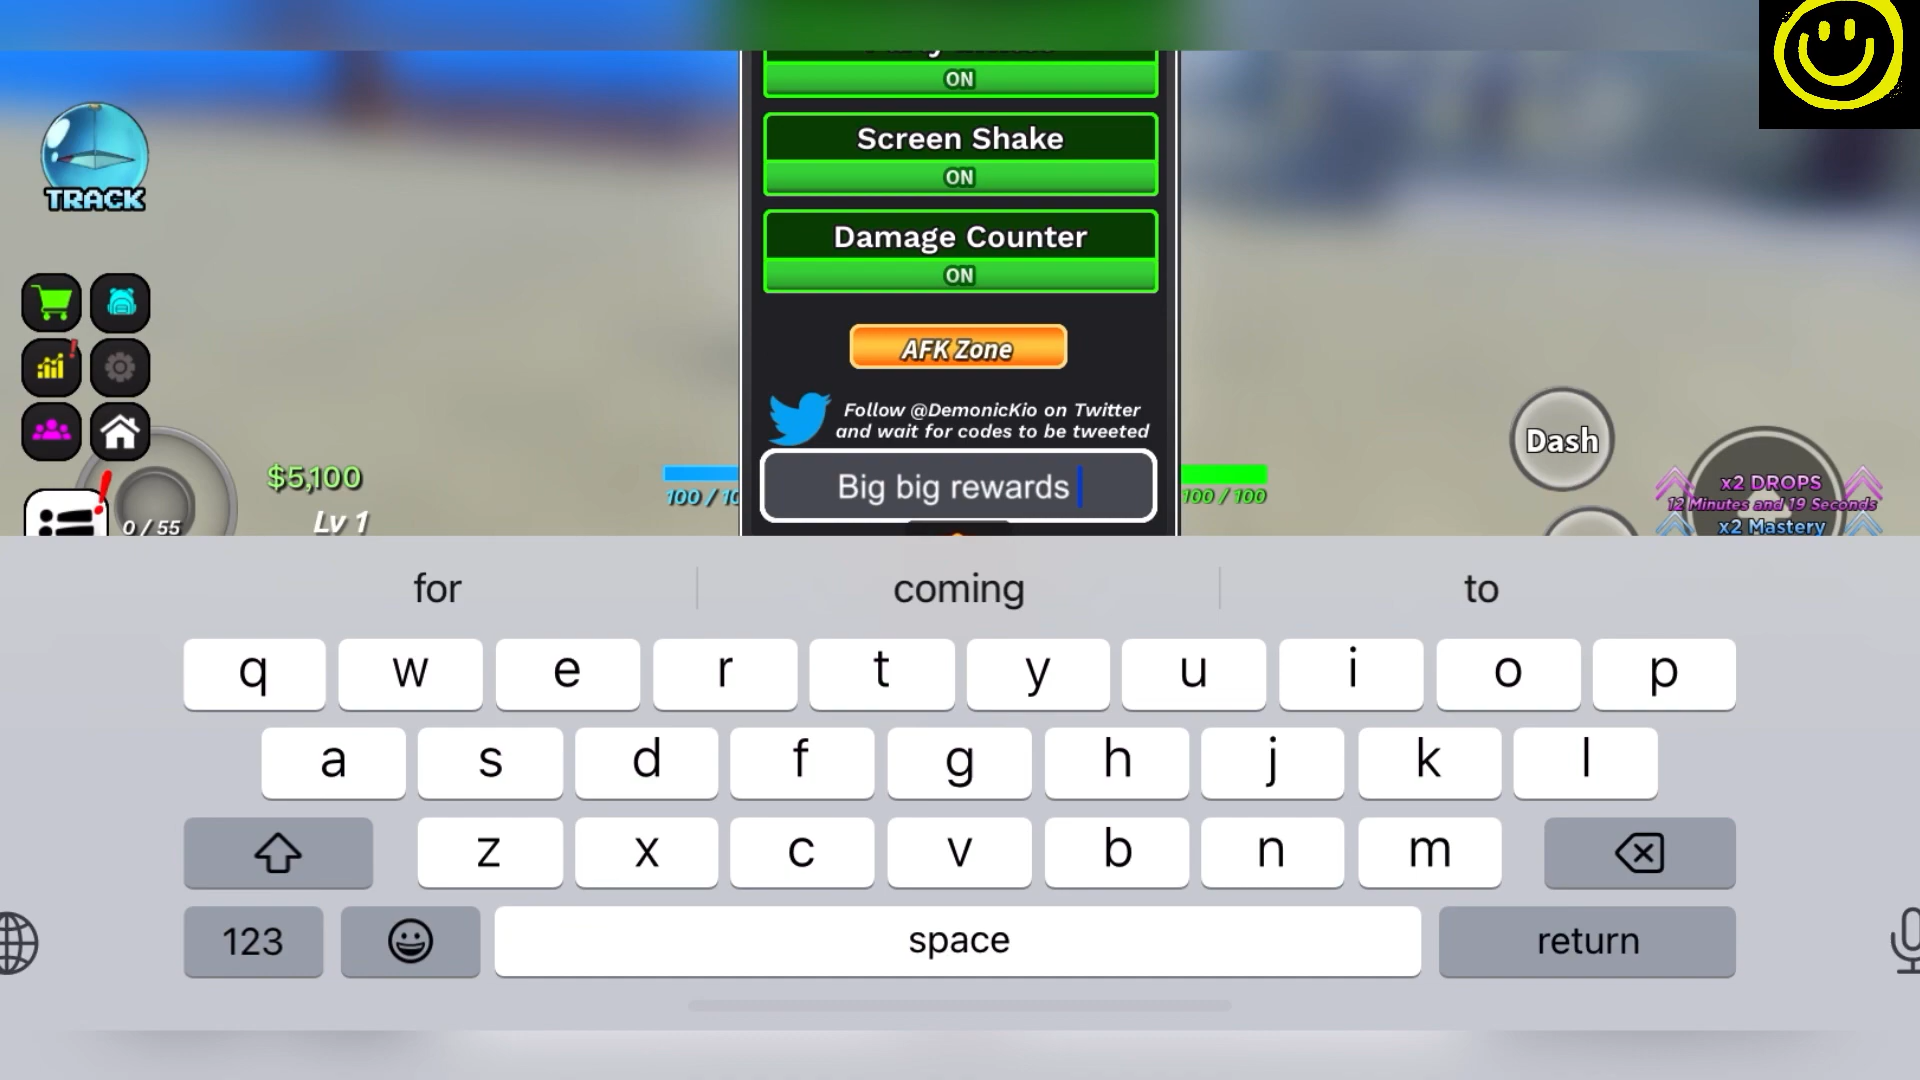 ON
Screen Shake
ON
Damage Counter
ON
AFK Zone
Follow @DemonicKio on Twitter
and wait for codes to be tweeted
Big big rewards
TRACK
$5,100
Lv 1
0 / 55
100 / 10
100 / 100
Dash
x2 DROPS
12 Minutes and 19 Seconds
x2 Mastery
for coming to
q w e r t y u i o p
a s d f g h j k l
z x c v b n m
123 space return